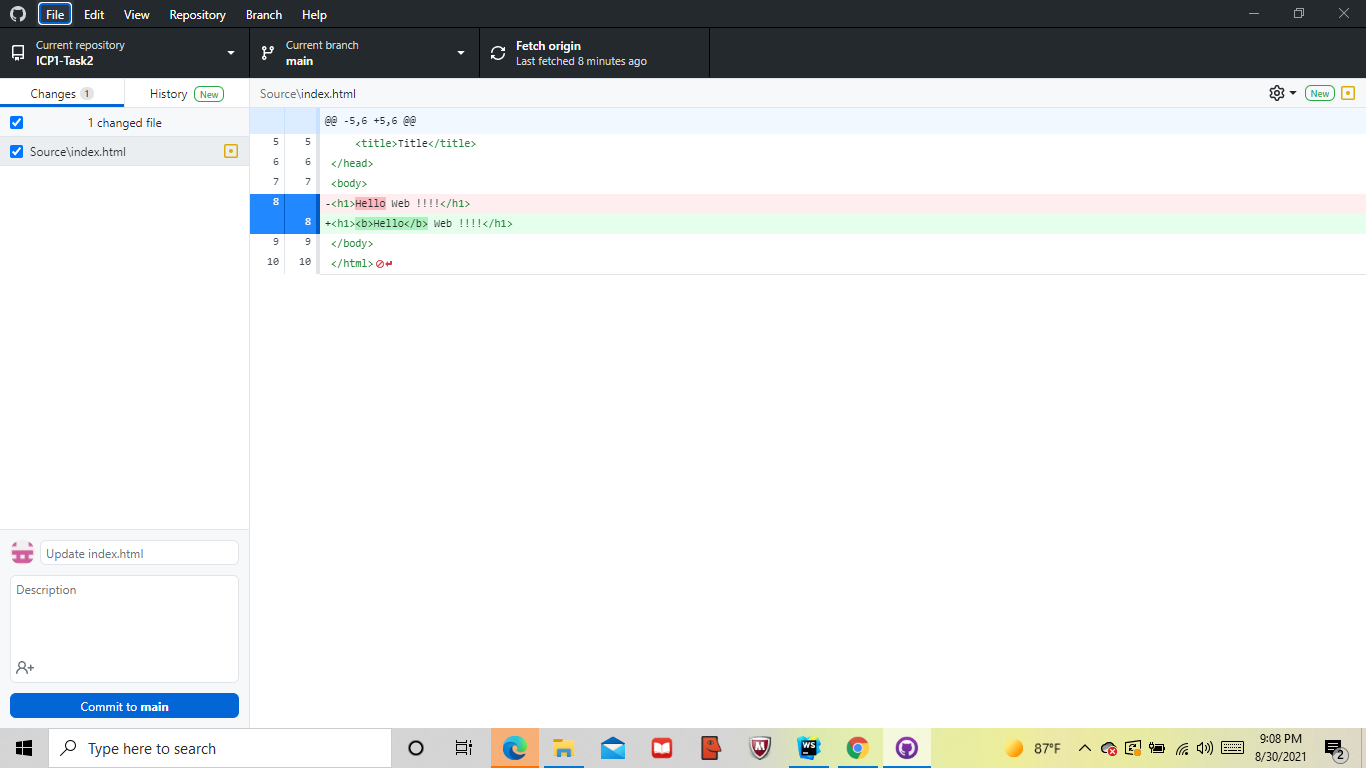 File Edit View Repository Branch Help
Current repository
ICP1-Task2
Current branch
main
Fetch origin
Last fetched 8 minutes ago
Changes 1 History New
Source\index.html New
1 changed file
Source\index.html
@@ -5,6 +5,6 @@
5 5 <title>Title</title>
6 6 </head>
7 7 <body>
8 -<h1>Hello Web !!!!</h1>
8 +<h1><b>Hello</b> Web !!!!</h1>
9 9 </body>
10 10 </html>
Update index.html
Description
Commit to main
Type here to search
WS
87°F
9:08 PM
8/30/2021
2